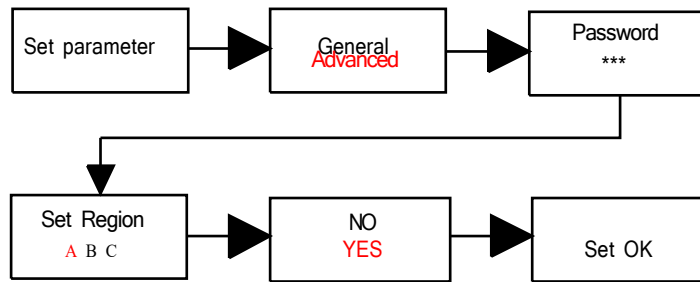 Set parameter
General
Advanced
Password
***
Set Region
A B C
NO
YES
Set OK